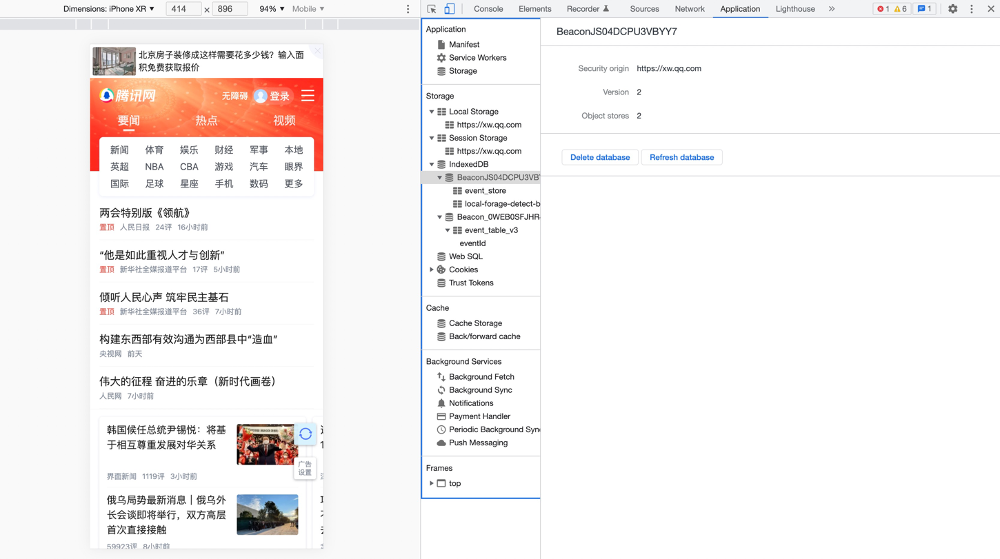 Dimensions: iPhone XR ▼ 414 × 896 94% ▼ Mobile ▼
Console Elements Recorder Sources Network Application Lighthouse » 1 6 1
北京房子装修成这样需要花多少钱？输入面
积免费获取报价
腾讯网 无障碍 登录
要闻 热点 视频
新闻 体育 娱乐 财经 军事 本地
英超 NBA CBA 游戏 汽车 眼界
国际 足球 星座 手机 数码 更多
两会特别版《领航》
置顶 人民日报 24评 16小时前
“他是如此重视人才与创新”
置顶 新华社全媒报道平台 17评 5小时前
倾听人民心声 筑牢民主基石
置顶 新华社全媒报道平台 36评 7小时前
构建东西部有效沟通为西部县中“造血”
央视网 前天
伟大的征程 奋进的乐章（新时代画卷）
人民网 7小时前
韩国候任总统尹锡悦：将基
于相互尊重发展对华关系
界面新闻 1119评 3小时前
广告
设置
俄乌局势最新消息｜俄乌外
长会谈即将举行，双方高层
首次直接接触
59923评 8小时前
Application
Manifest
Service Workers
Storage
Storage
Local Storage
https://xw.qq.com
Session Storage
https://xw.qq.com
IndexedDB
BeaconJS04DCPU3VB
event_store
local-forage-detect-b
Beacon_0WEB0SFJHR
event_table_v3
eventId
Web SQL
Cookies
Trust Tokens
Cache
Cache Storage
Back/forward cache
Background Services
Background Fetch
Background Sync
Notifications
Payment Handler
Periodic Background Syn
Push Messaging
Frames
top
BeaconJS04DCPU3VBYY7
Security origin https://xw.qq.com
Version 2
Object stores 2
Delete database Refresh database